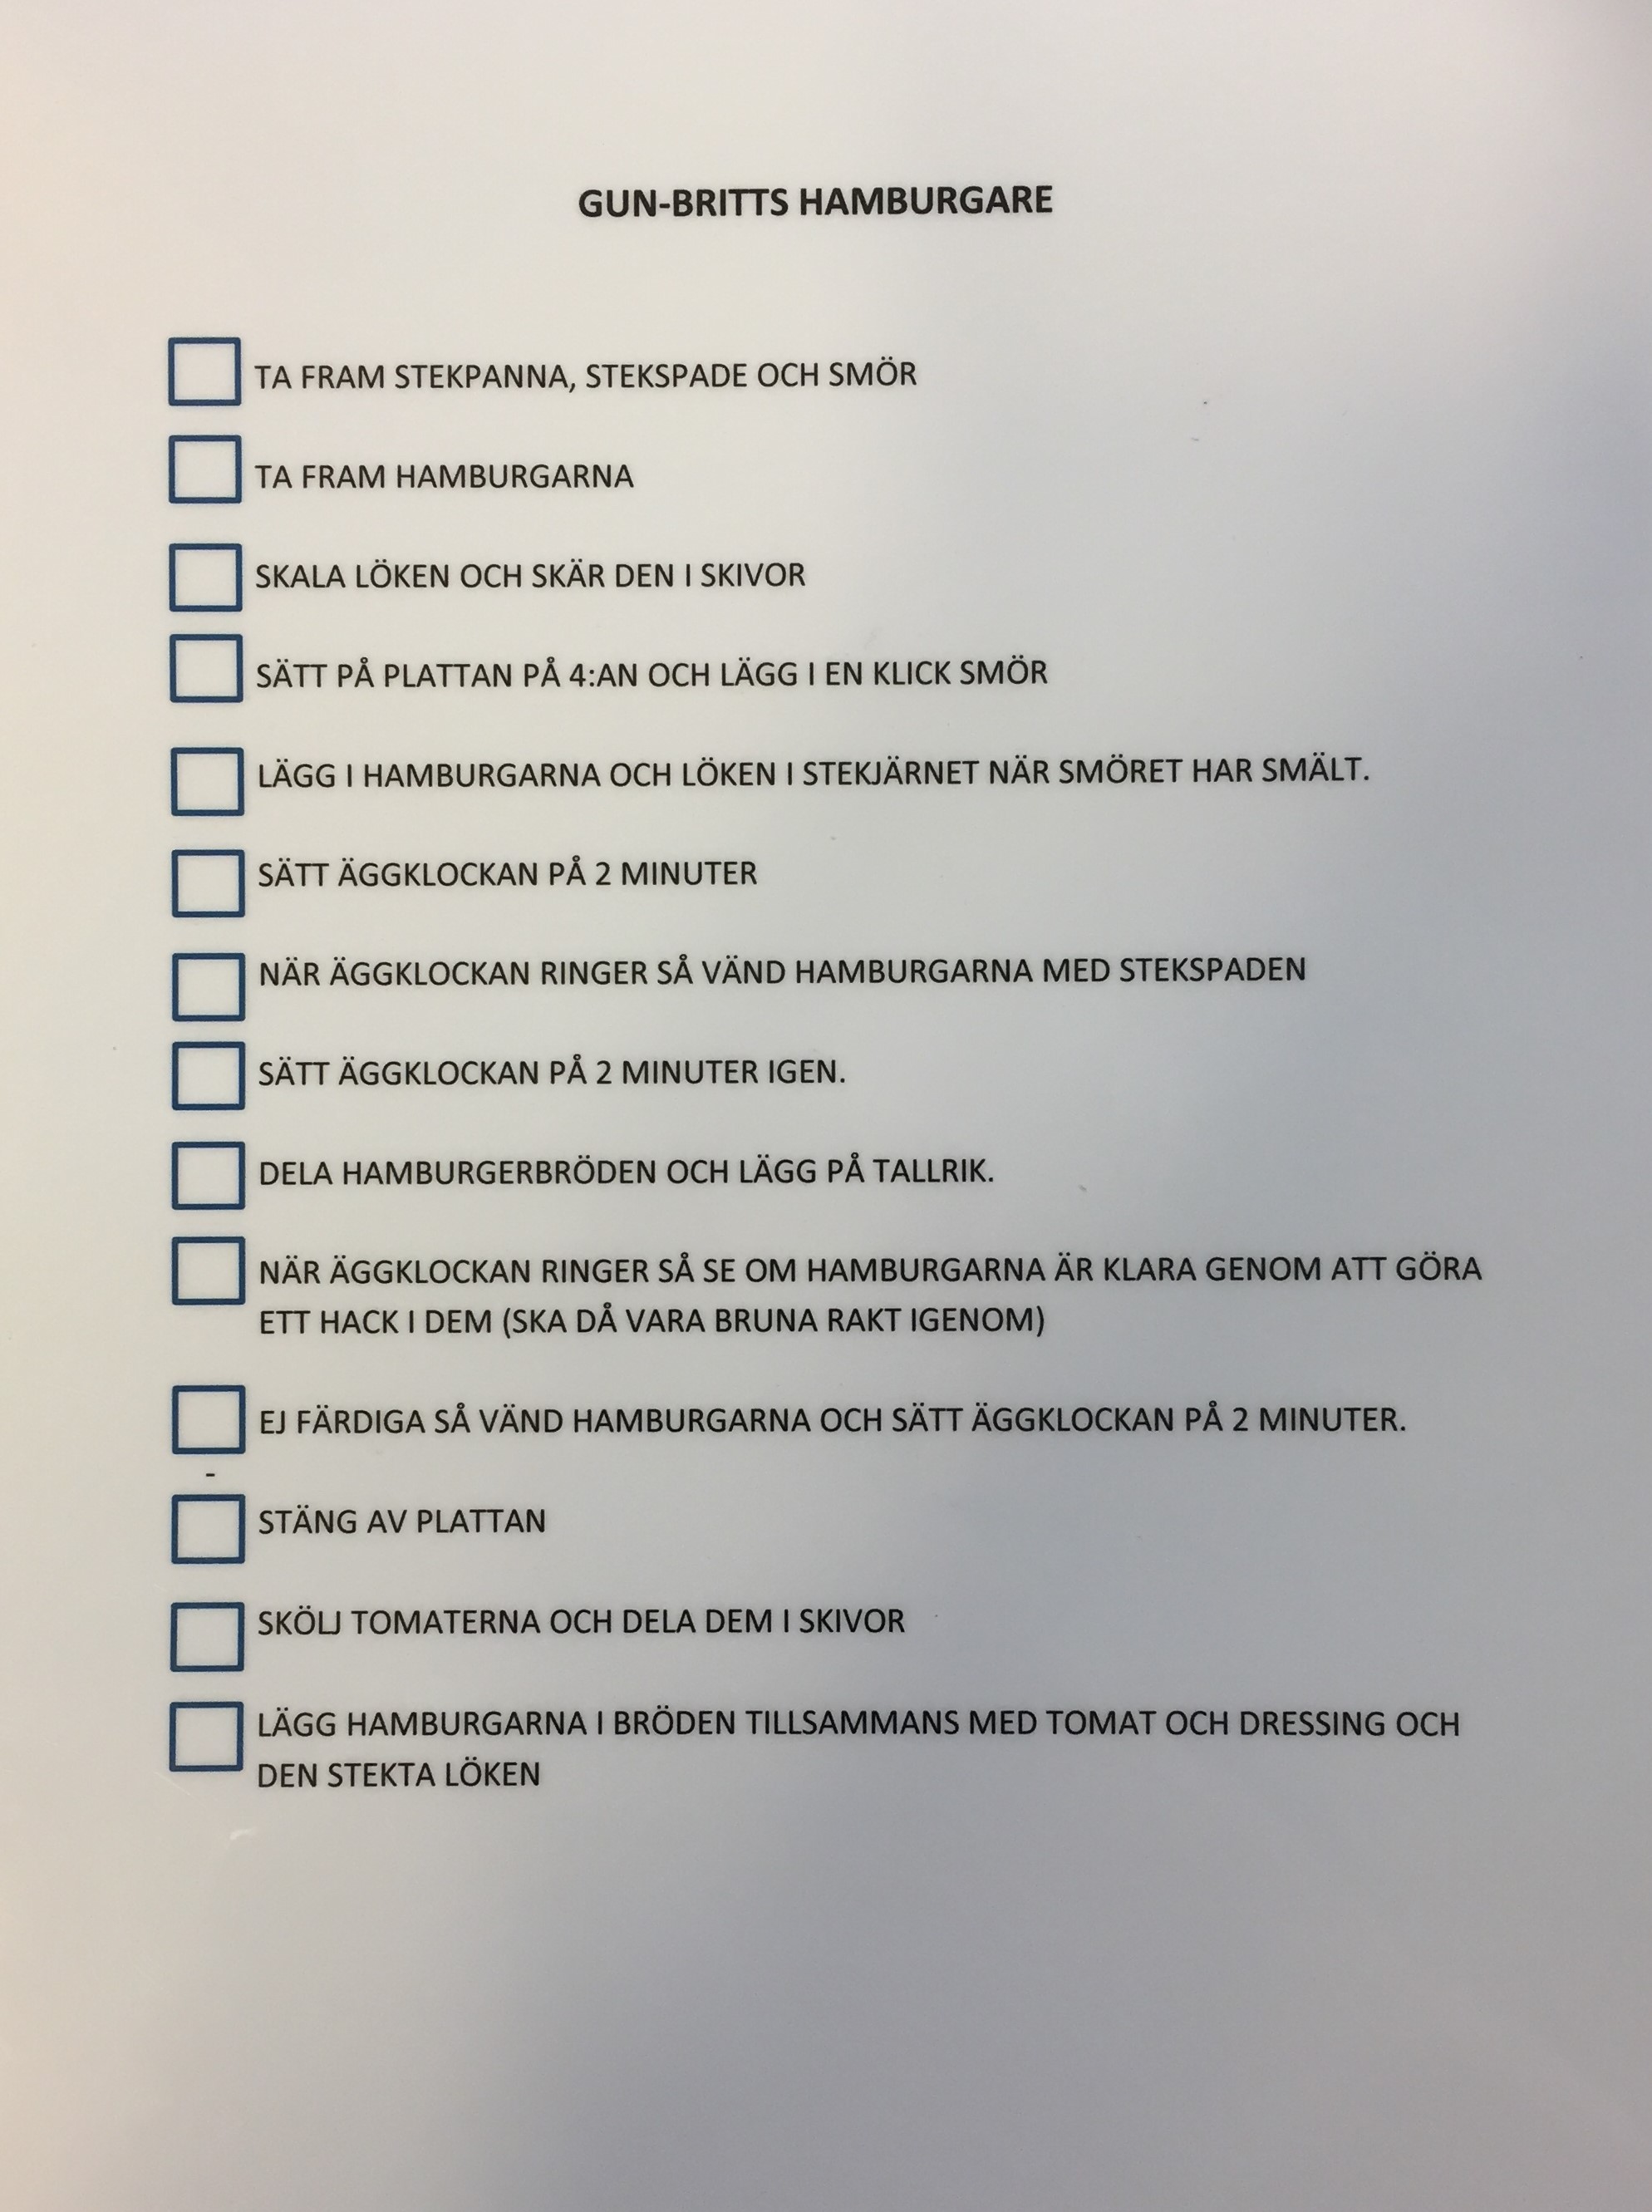 GUN-BRITTS HAMBURGARE
TA FRAM STEKPANNA, STEKSPADE OCH SMÖR
TA FRAM HAMBURGARNA
SKALA LÖKEN OCH SKÄR DEN I SKIVOR
SÄTT PÅ PLATTAN PÅ 4:AN OCH LÄGG I EN KLICK SMÖR
LÄGG I HAMBURGARNA OCH LÖKEN I STEKJÄRNET NÄR SMÖRET HAR SMÄLT.
SÄTT ÄGGKLOCKAN PÅ 2 MINUTER
NÄR ÄGGKLOCKAN RINGER SÅ VÄND HAMBURGARNA MED STEKSPADEN
SÄTT ÄGGKLOCKAN PÅ 2 MINUTER IGEN.
DELA HAMBURGERBRÖDEN OCH LÄGG PÅ TALLRIK.
NÄR ÄGGKLOCKAN RINGER SÅ SE OM HAMBURGARNA ÄR KLARA GENOM ATT GÖRA
ETT HACK I DEM (SKA DÅ VARA BRUNA RAKT IGENOM)
EJ FÄRDIGA SÅ VÄND HAMBURGARNA OCH SÄTT ÄGGKLOCKAN PÅ 2 MINUTER.
-
STÄNG AV PLATTAN
SKÖLJ TOMATERNA OCH DELA DEM I SKIVOR
LÄGG HAMBURGARNA I BRÖDEN TILLSAMMANS MED TOMAT OCH DRESSING OCH
DEN STEKTA LÖKEN